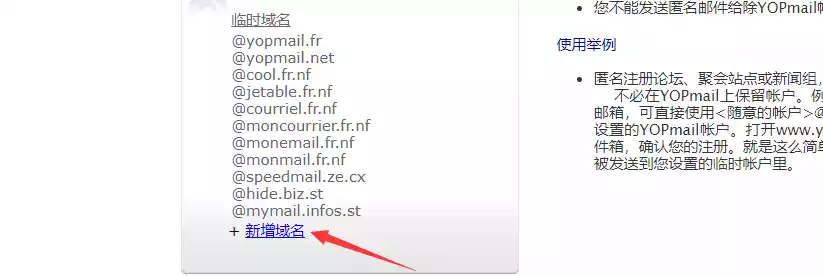 临时域名
@yopmail.fr
@yopmail.net
@cool.fr.nf
@jetable.fr.nf
@courriel.fr.nf
@moncourrier.fr.nf
@monemail.fr.nf
@monmail.fr.nf
@speedmail.ze.cx
@hide.biz.st
@mymail.infos.st
+ 新增域名
• 您不能发送匿名邮件给除YOPmail帐
使用举例
• 匿名注册论坛、聚会站点或新闻组,
不必在YOPmail上保留帐户。例
邮箱，可直接使用<随意的帐户>@
设置的YOPmail帐户。打开www.y
件箱，确认您的注册。就是这么简单
被发送到您设置的临时帐户里。